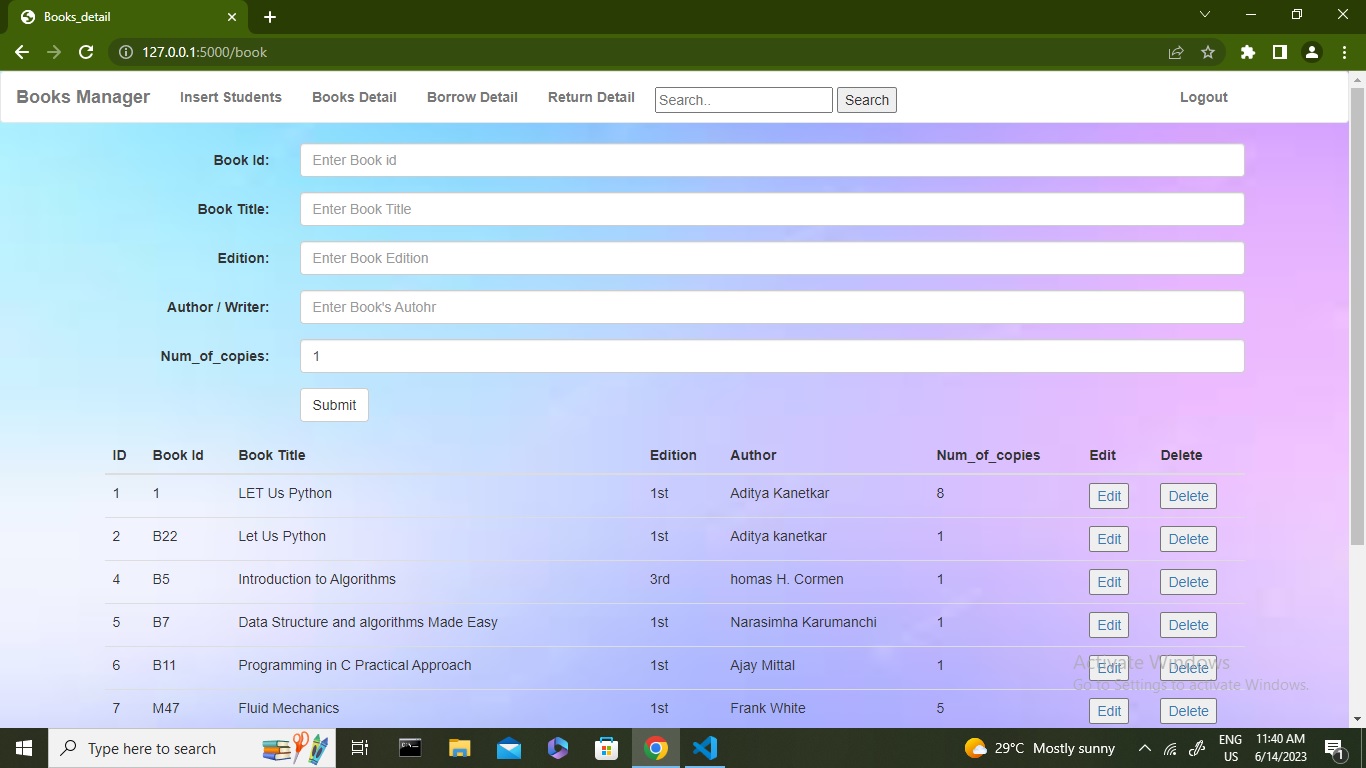 Books_detail
127.0.0.1:5000/book
Books Manager Insert Students Books Detail Borrow Detail Return Detail Search.. Search Logout
Book Id: Enter Book id
Book Title: Enter Book Title
Edition: Enter Book Edition
Author / Writer: Enter Book's Autohr
Num_of_copies: 1
Submit
ID Book Id Book Title Edition Author Num_of_copies Edit Delete
1 1 LET Us Python 1st Aditya Kanetkar 8 Edit Delete
2 B22 Let Us Python 1st Aditya kanetkar 1 Edit Delete
4 B5 Introduction to Algorithms 3rd homas H. Cormen 1 Edit Delete
5 B7 Data Structure and algorithms Made Easy 1st Narasimha Karumanchi 1 Edit Delete
6 B11 Programming in C Practical Approach 1st Ajay Mittal 1 Edit Delete
Activate Windows
Go to Settings to activate Windows.
7 M47 Fluid Mechanics 1st Frank White 5 Edit Delete
Type here to search 29°C Mostly sunny ENG US 11:40 AM 6/14/2023 1